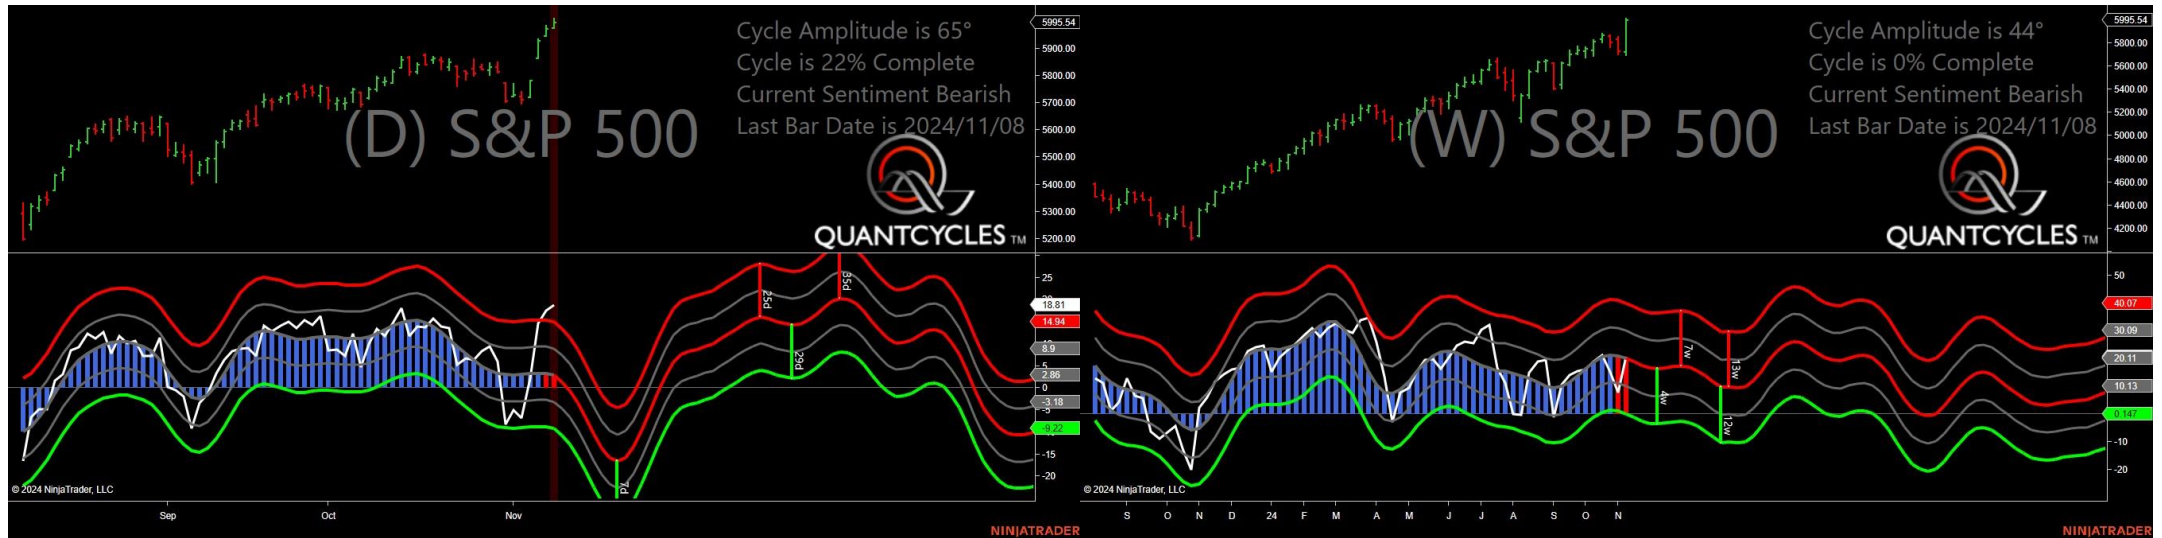 Cycle Amplitude is 65°
Cycle is 22% Complete
Current Sentiment Bearish
Last Bar Date is 2024/11/08
(D) S&P 500
QUANTCYCLES TM
5995.54
5900.00
5800.00
5700.00
5600.00
5500.00
5400.00
5300.00
5200.00
25
18.81
14.94
8.9
5
2.86
0
-3.18
-5
-9.22
-15
-20
25d
35d
29d
7d
© 2024 NinjaTrader, LLC
Sep
Oct
Nov
NINJATRADER
Cycle Amplitude is 44°
Cycle is 0% Complete
Current Sentiment Bearish
Last Bar Date is 2024/11/08
(W) S&P 500
QUANTCYCLES TM
5995.54
5800.00
5600.00
5400.00
5200.00
5000.00
4800.00
4600.00
4400.00
4200.00
50
40.07
30.09
20.11
10.13
0.147
-10
-20
7w
13w
4w
12w
© 2024 NinjaTrader, LLC
S O N D 24 F M A M J J A S O N
NINJATRADER